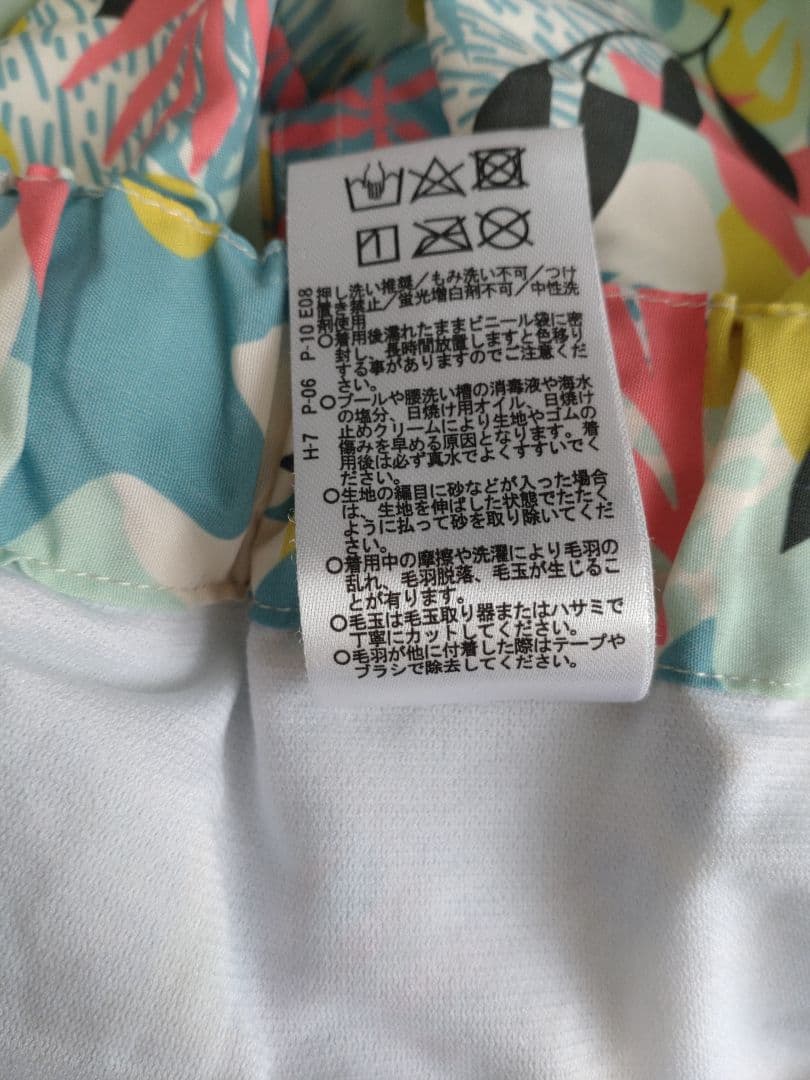 押し洗い推奨/もみ洗い不可/つけ
置き禁止/蛍光増白剤不可/中性洗
剤使用
○着用後濡れたままビニール袋に密
封し、長時間放置しますと色移り
する事がありますのでご注意くだ
さい。
○プールや腰洗い槽の消毒液や海水
の塩分、日焼け用オイル、日焼け
止めクリームにより生地やゴムの
傷みを早める原因となります。着
用後は必ず真水でよくすすいでく
ださい。
○生地の編目に砂などが入った場合
は、生地を伸ばした状態でたたく
ように払って砂を取り除いてくだ
さい。
○着用中の摩擦や洗濯により毛羽の
乱れ、毛羽脱落、毛玉が生じるこ
とが有ります。
○毛玉は毛玉取り器またはハサミで
丁寧にカットしてください。
○毛羽が他に付着した際はテープや
ブラシで除去してください。
H-7 P-06 P-10 E08